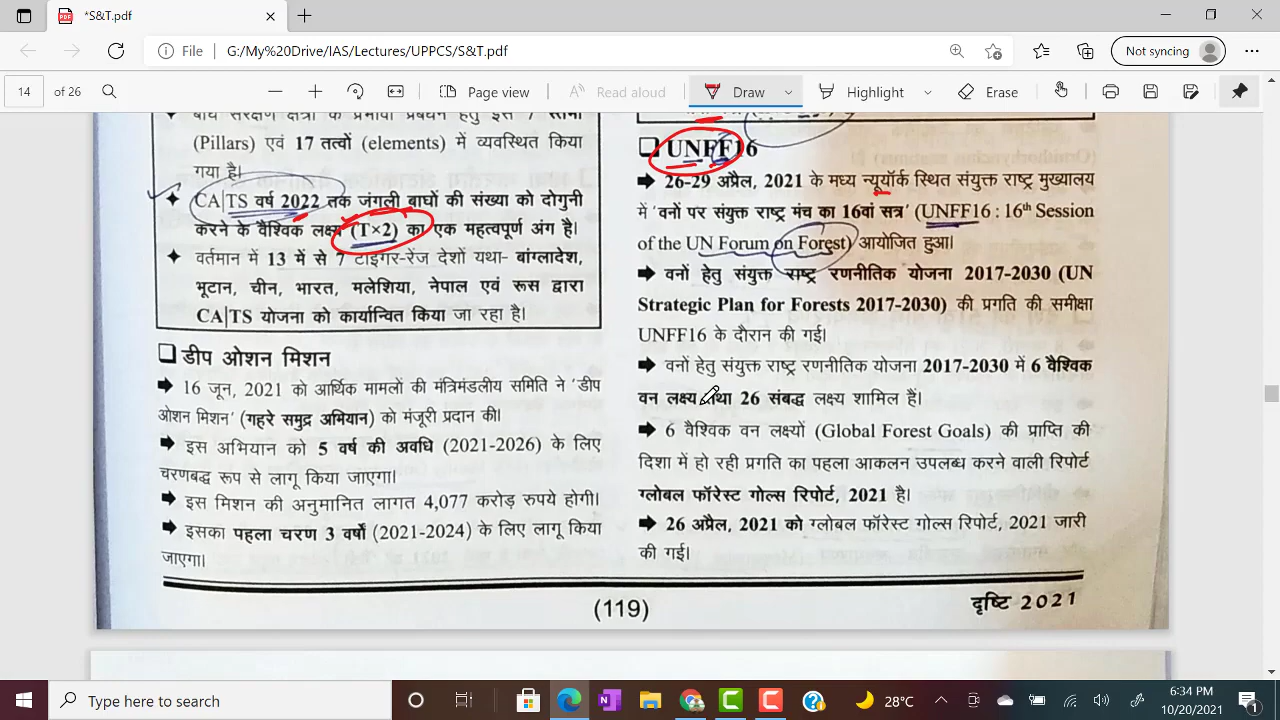 *S&T.pdf
File
G:/My%20Drive/IAS/Lectures/UPPCS/S&T.pdf
Not syncing
14 of 26
Page view
Read aloud
Draw
Highlight
Erase
(Pillars) एवं 17 तत्वों (elements) में व्यवस्थित किया
गया है।
CA|TS वर्ष 2022 तक जंगली बाघों की संख्या को दोगुनी
करने के वैश्विक लक्ष्य (T×2) का एक महत्वपूर्ण अंग है।
वर्तमान में 13 में से 7 टाइगर-रेंज देशों यथा- बांग्लादेश,
भूटान, चीन, भारत, मलेशिया, नेपाल एवं रूस द्वारा
CA|TS योजना को कार्यान्वित किया जा रहा है।
डीप ओशन मिशन
16 जून, 2021 को आर्थिक मामलों की मंत्रिमंडलीय समिति ने 'डीप
ओशन मिशन' (गहरे समुद्र अभियान) को मंजूरी प्रदान की।
इस अभियान को 5 वर्ष की अवधि (2021-2026) के लिए
चरणबद्ध रूप से लागू किया जाएगा।
इस मिशन की अनुमानित लागत 4,077 करोड़ रुपये होगी।
इसका पहला चरण 3 वर्षों (2021-2024) के लिए लागू किया
जाएगा।
UNFF16
26-29 अप्रैल, 2021 के मध्य न्यूयॉर्क स्थित संयुक्त राष्ट्र मुख्यालय
में 'वनों पर संयुक्त राष्ट्र मंच का 16वां सत्र' (UNFF16 : 16th Session
of the UN Forum on Forest) आयोजित हुआ।
वनों हेतु संयुक्त राष्ट्र रणनीतिक योजना 2017-2030 (UN
Strategic Plan for Forests 2017-2030) की प्रगति की समीक्षा
UNFF16 के दौरान की गई।
वनों हेतु संयुक्त राष्ट्र रणनीतिक योजना 2017-2030 में 6 वैश्विक
वन लक्ष्य तथा 26 संबद्ध लक्ष्य शामिल हैं।
6 वैश्विक वन लक्ष्यों (Global Forest Goals) की प्राप्ति की
दिशा में हो रही प्रगति का पहला आकलन उपलब्ध करने वाली रिपोर्ट
ग्लोबल फॉरेस्ट गोल्स रिपोर्ट, 2021 है।
26 अप्रैल, 2021 को ग्लोबल फॉरेस्ट गोल्स रिपोर्ट, 2021 जारी
की गई।
(119)
दृष्टि 2021
Type here to search
28°C
6:34 PM
10/20/2021